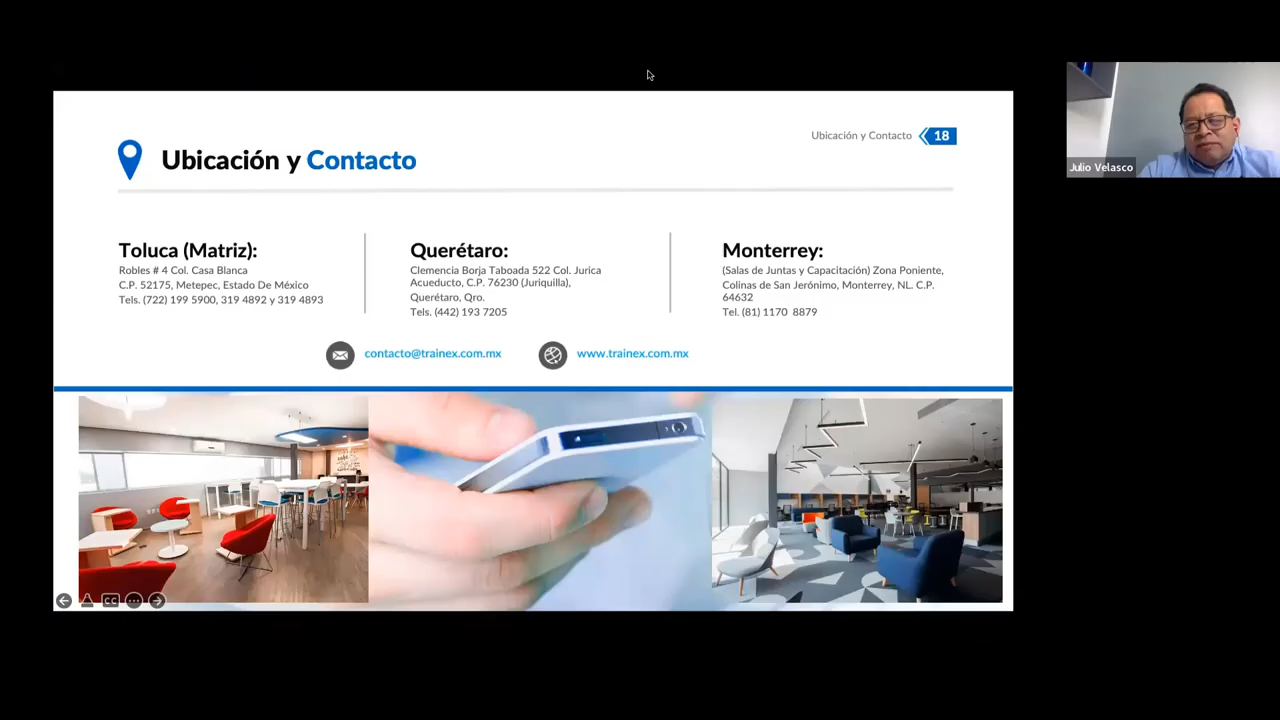 Ubicación y Contacto
18
Ubicación y Contacto
Julio Velasco
Toluca (Matriz):
Robles # 4 Col. Casa Blanca
C.P. 52175, Metepec, Estado De México
Tels. (722) 199 5900, 319 4892 y 319 4893
Querétaro:
Clemencia Borja Taboada 522 Col. Jurica
Acueducto, C.P. 76230 (Juriquilla),
Querétaro, Qro.
Tels. (442) 193 7205
Monterrey:
(Salas de Juntas y Capacitación) Zona Poniente,
Colinas de San Jerónimo, Monterrey, NL. C.P.
64632
Tel. (81) 1170 8879
contacto@trainex.com.mx
www.trainex.com.mx
CC